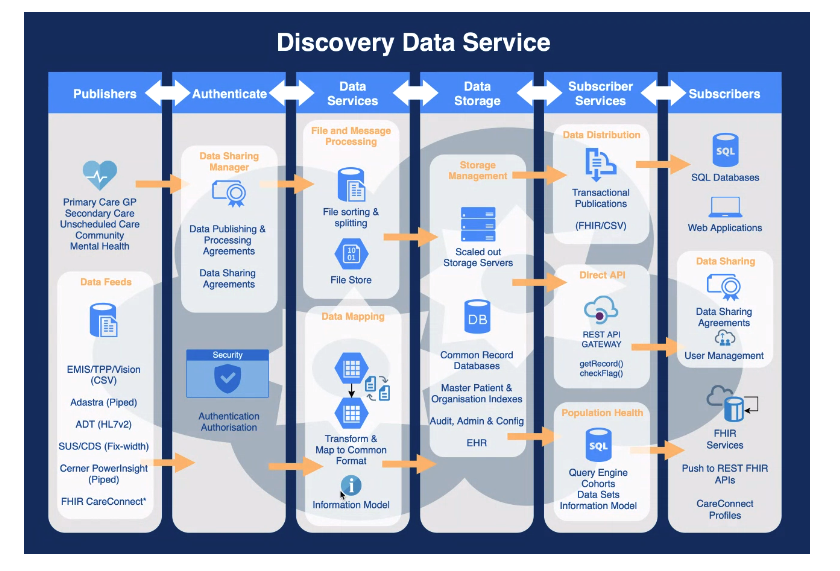 Discovery Data Service
Publishers
Authenticate
Data
Services
Data
Storage
Subscriber
Services
Subscribers
Primary Care GP
Secondary Care
Unscheduled Care
Community
Mental Health
Data Feeds
EMIS/TPP/Vision
(CSV)
Adastra (Piped)
ADT (HL7v2)
SUS/CDS (Fix-width)
Cerner PowerInsight
(Piped)
FHIR CareConnect*
Data Sharing
Manager
Data Publishing &
Processing
Agreements
Data Sharing
Agreements
Security
Authentication
Authorisation
File and Message
Processing
File sorting &
splitting
10
01
File Store
Data Mapping
Transform &
Map to Common
Format
i
Information Model
Storage
Management
Scaled out
Storage Servers
DB
Common Record
Databases
Master Patient &
Organisation Indexes
Audit, Admin & Config
EHR
Data Distribution
Transactional
Publications
(FHIR/CSV)
Direct API
REST API
GATEWAY
getRecord()
checkFlag()
Population Health
SQL
Query Engine
Cohorts
Data Sets
Information Model
SQL
SQL Databases
Web Applications
Data Sharing
Data Sharing
Agreements
User Management
FHIR
Services
Push to REST FHIR
APIs
CareConnect
Profiles